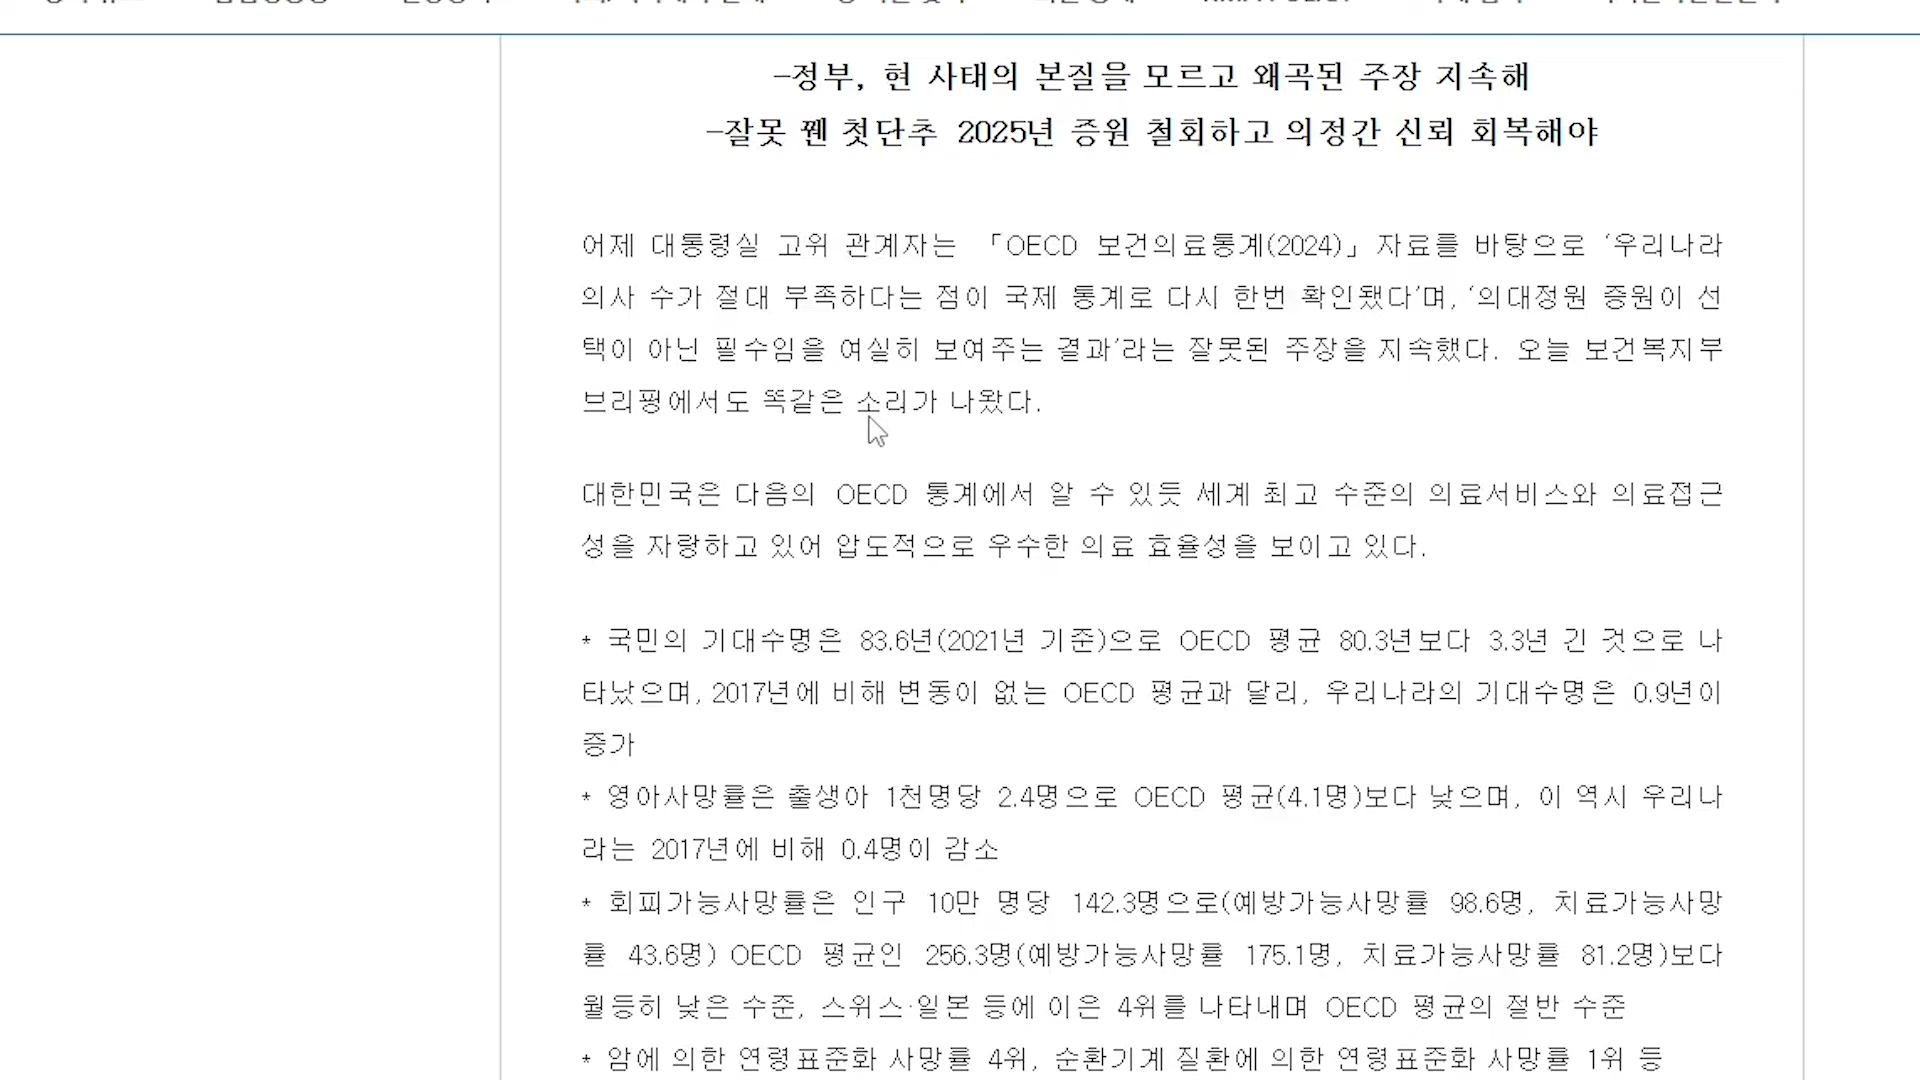 -정부, 현 사태의 본질을 모르고 왜곡된 주장 지속해
-잘못 꿴 첫단추 2025년 증원 철회하고 의정간 신뢰 회복해야
어제 대통령실 고위 관계자는 「OECD 보건의료통계(2024)」 자료를 바탕으로 '우리나라
의사 수가 절대 부족하다는 점이 국제 통계로 다시 한번 확인됐다'며, '의대정원 증원이 선
택이 아닌 필수임을 여실히 보여주는 결과'라는 잘못된 주장을 지속했다. 오늘 보건복지부
브리핑에서도 똑같은 소리가 나왔다.
대한민국은 다음의 OECD 통계에서 알 수 있듯 세계 최고 수준의 의료서비스와 의료접근
성을 자랑하고 있어 압도적으로 우수한 의료 효율성을 보이고 있다.
* 국민의 기대수명은 83.6년(2021년 기준)으로 OECD 평균 80.3년보다 3.3년 긴 것으로 나
타났으며, 2017년에 비해 변동이 없는 OECD 평균과 달리, 우리나라의 기대수명은 0.9년이
증가
* 영아사망률은 출생아 1천명당 2.4명으로 OECD 평균(4.1명)보다 낮으며, 이 역시 우리나
라는 2017년에 비해 0.4명이 감소
* 회피가능사망률은 인구 10만 명당 142.3명으로(예방가능사망률 98.6명, 치료가능사망
률 43.6명) OECD 평균인 256.3명(예방가능사망률 175.1명, 치료가능사망률 81.2명)보다
월등히 낮은 수준, 스위스·일본 등에 이은 4위를 나타내며 OECD 평균의 절반 수준
* 암에 의한 연령표준화 사망률 4위, 순환기계 질환에 의한 연령표준화 사망률 1위 등